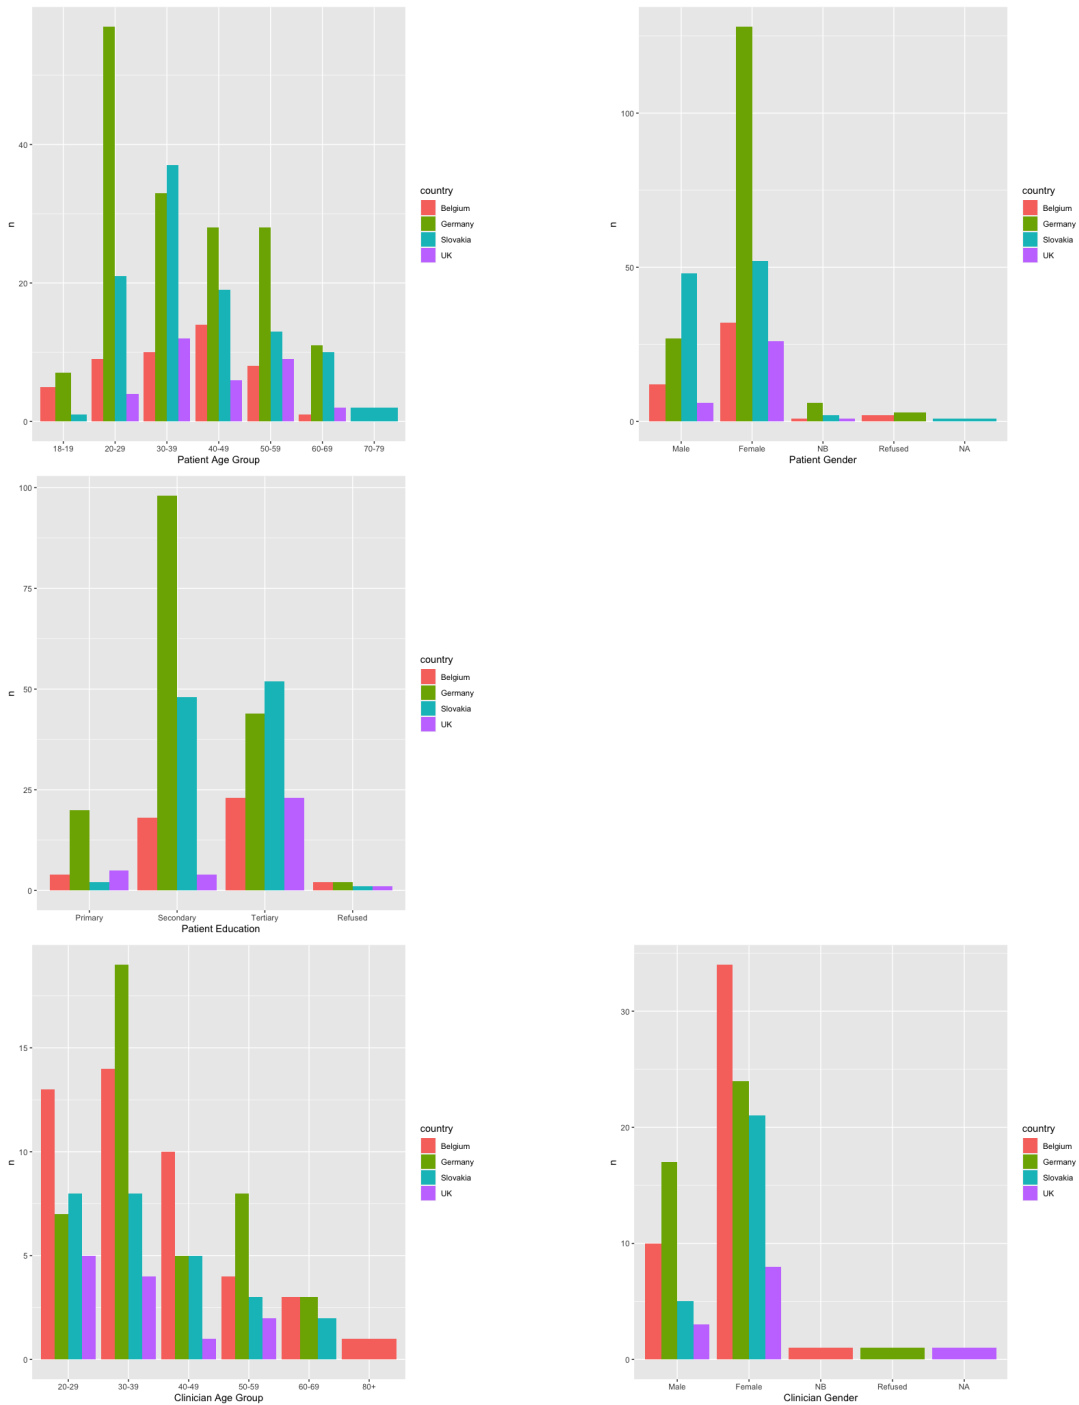 40
20
0
n
18-19 20-29 30-39 40-49 50-59 60-69 70-79
Patient Age Group
country
Belgium
Germany
Slovakia
UK
100
50
0
n
Male Female NB Refused NA
Patient Gender
country
Belgium
Germany
Slovakia
UK
100
75
50
25
0
n
Primary Secondary Tertiary Refused
Patient Education
country
Belgium
Germany
Slovakia
UK
15
10
5
0
n
20-29 30-39 40-49 50-59 60-69 80+
Clinician Age Group
country
Belgium
Germany
Slovakia
UK
30
20
10
0
n
Male Female NB Refused NA
Clinician Gender
country
Belgium
Germany
Slovakia
UK